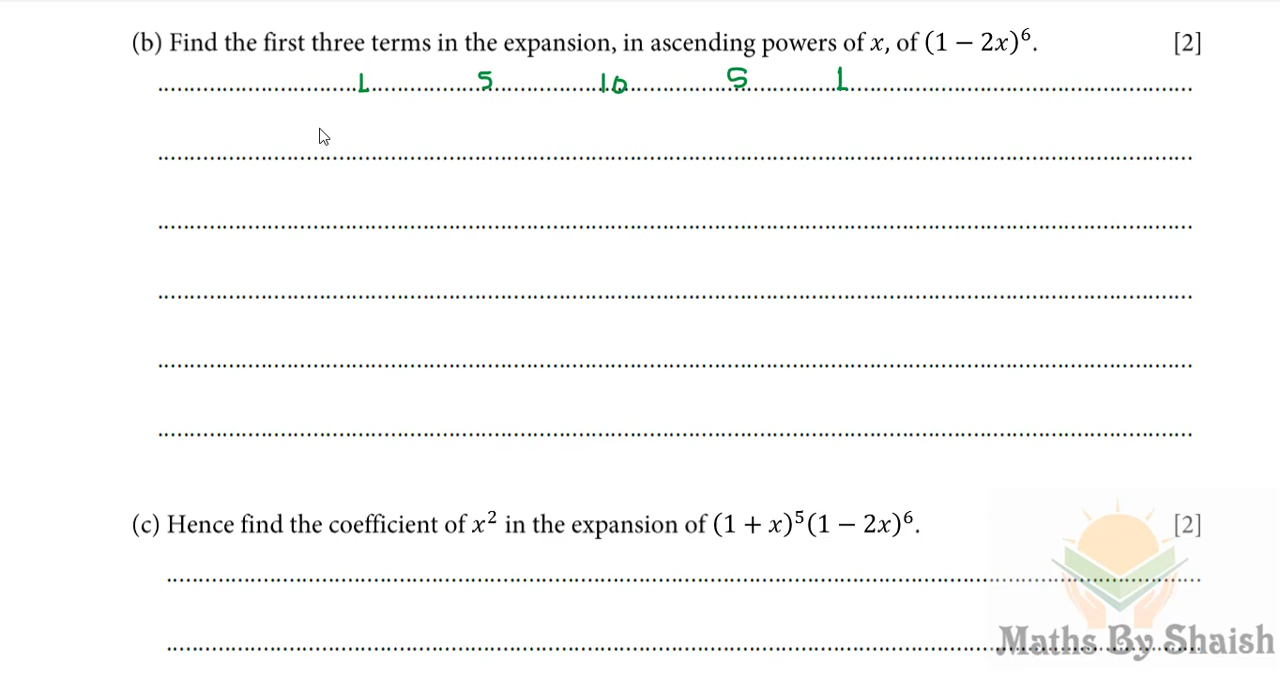 (b) Find the first three terms in the expansion, in ascending powers of x, of (1 − 2x)⁶. [2]
1 5 10 5 1
(c) Hence find the coefficient of x² in the expansion of (1 + x)⁵(1 − 2x)⁶. [2]
Maths By Shaish